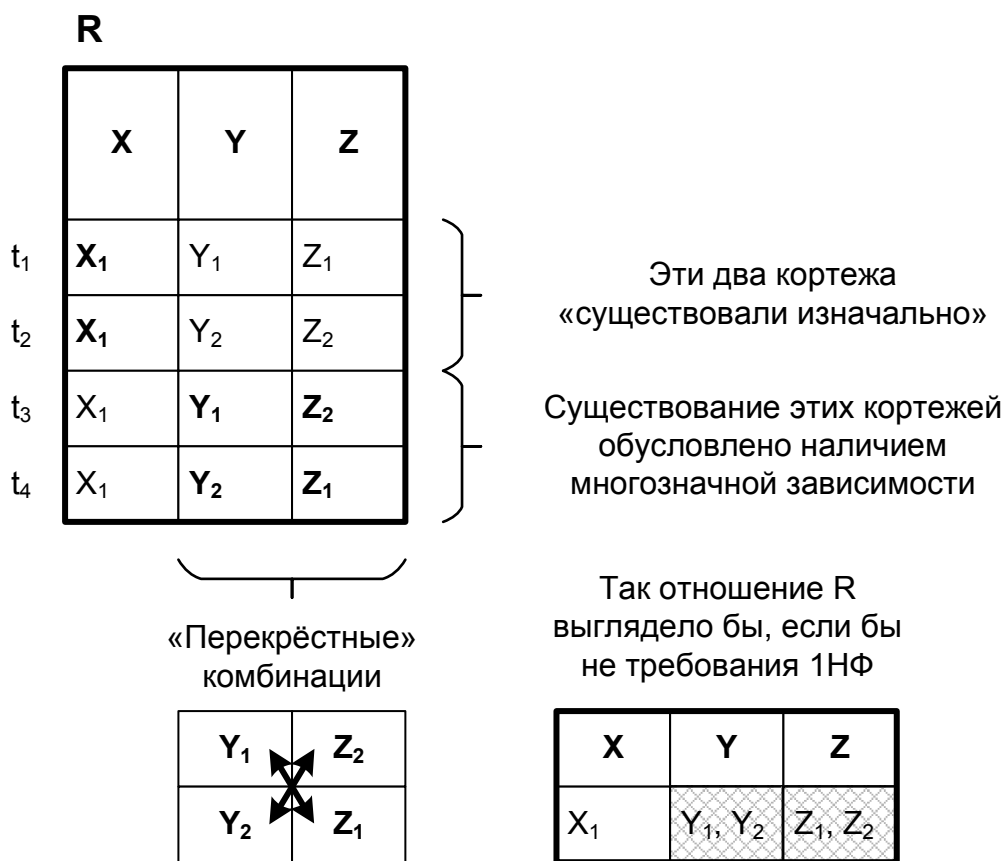 R
X Y Z
t₁ X₁ Y₁ Z₁
t₂ X₁ Y₂ Z₂
t₃ X₁ Y₁ Z₂
t₄ X₁ Y₂ Z₁
Эти два кортежа
«существовали изначально»
Существование этих кортежей
обусловлено наличием
многозначной зависимости
«Перекрёстные»
комбинации
Y₁ Z₂
Y₂ Z₁
Так отношение R
выглядело бы, если бы
не требования 1НФ
X Y Z
X₁ Y₁, Y₂ Z₁, Z₂